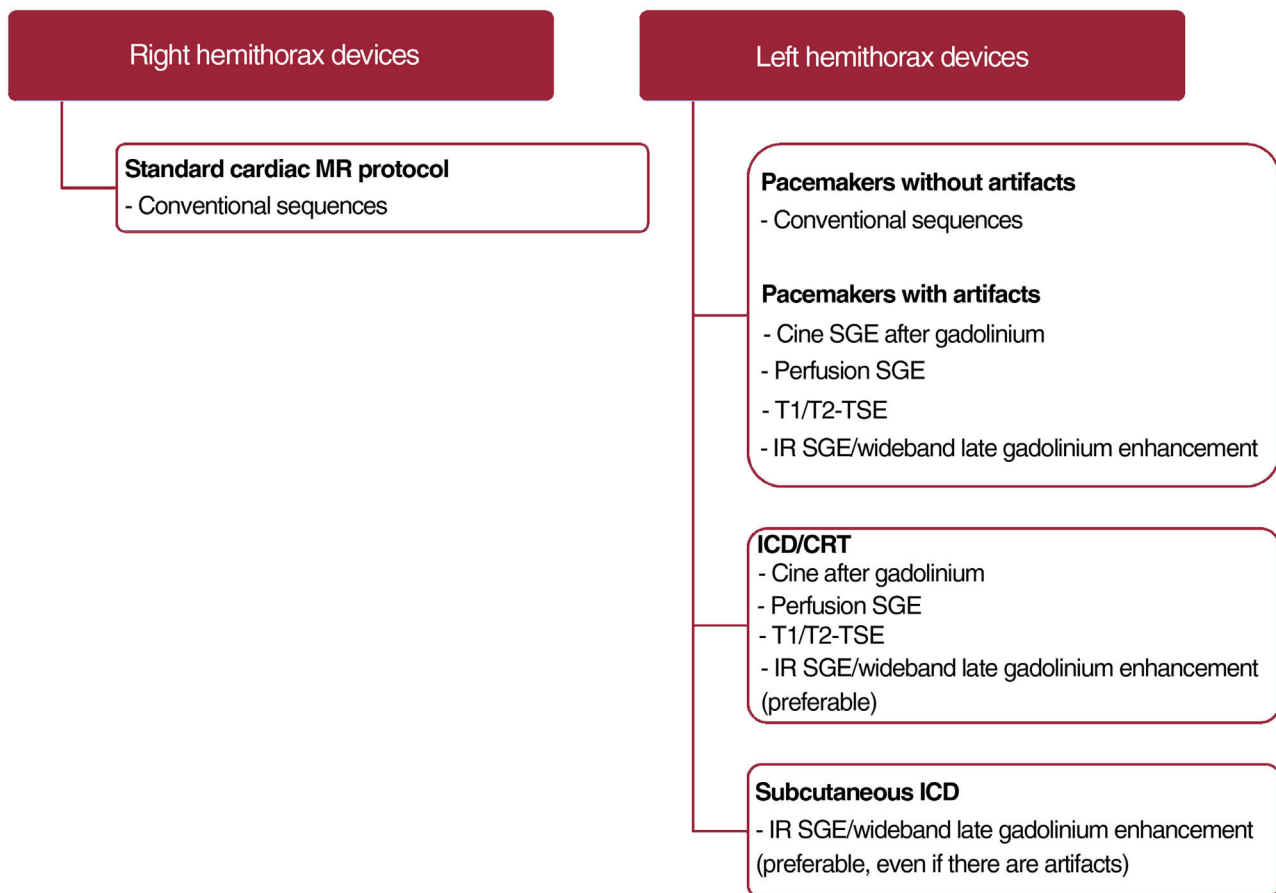 Right hemithorax devices
Standard cardiac MR protocol
- Conventional sequences
Left hemithorax devices
Pacemakers without artifacts
- Conventional sequences
Pacemakers with artifacts
- Cine SGE after gadolinium
- Perfusion SGE
- T1/T2-TSE
- IR SGE/wideband late gadolinium enhancement
ICD/CRT
- Cine after gadolinium
- Perfusion SGE
- T1/T2-TSE
- IR SGE/wideband late gadolinium enhancement
(preferable)
Subcutaneous ICD
- IR SGE/wideband late gadolinium enhancement
(preferable, even if there are artifacts)